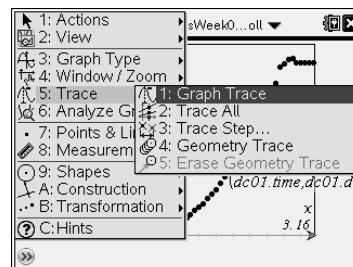 1: Actions
sWeek0...oll
2: View
3: Graph Type
4: Window / Zoom
5: Trace
1: Graph Trace
6: Analyze Gr
2: Trace All
7: Points & Li
3: Trace Step...
8: Measurem
4: Geometry Trace
5: Erase Geometry Trace
9: Shapes
A: Construction
(dc01.time,dc01.d
B: Transformation
x
C:Hints
3.16